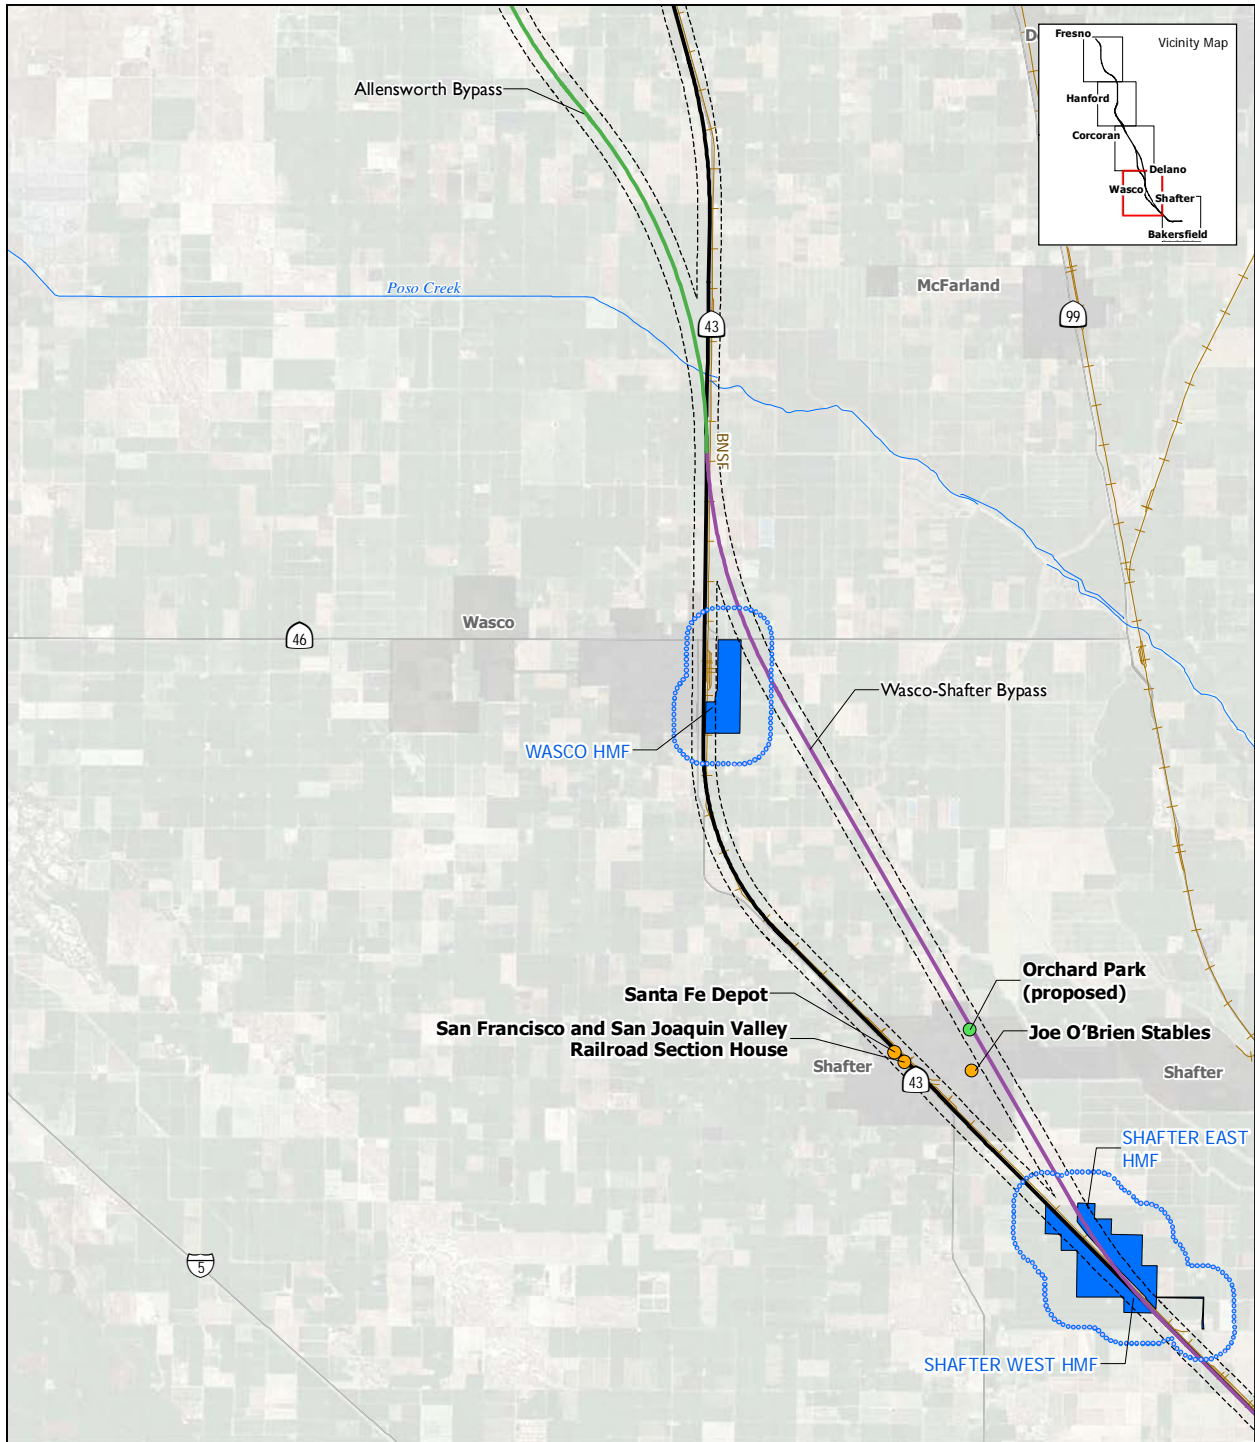 De
Fresno
Vicinity Map
Hanford
Corcoran
Delano
Wasco
Shafter
Bakersfield
Allensworth Bypass
Poso Creek
McFarland
43
99
BNSF
Wasco
46
Wasco-Shafter Bypass
WASCO HMF
Orchard Park
(proposed)
Santa Fe Depot
San Francisco and San Joaquin Valley
Railroad Section House
Joe O’Brien Stables
Shafter
43
Shafter
SHAFTER EAST
HMF
5
SHAFTER WEST HMF